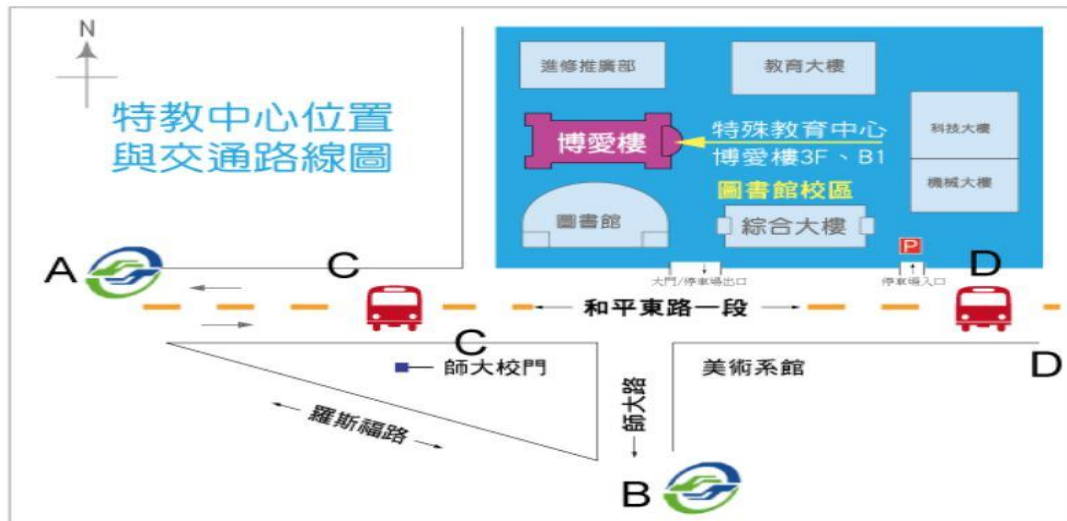 N
特教中心位置
與交通路線圖
進修推廣部
教育大樓
博愛樓
特殊教育中心
博愛樓3F、B1
科技大樓
機械大樓
圖書館校區
圖書館
綜合大樓
P
A
C
大門/停車場出口
停車場入口
D
和平東路一段
C
師大校門
美術系館
D
羅斯福路
師大路
B